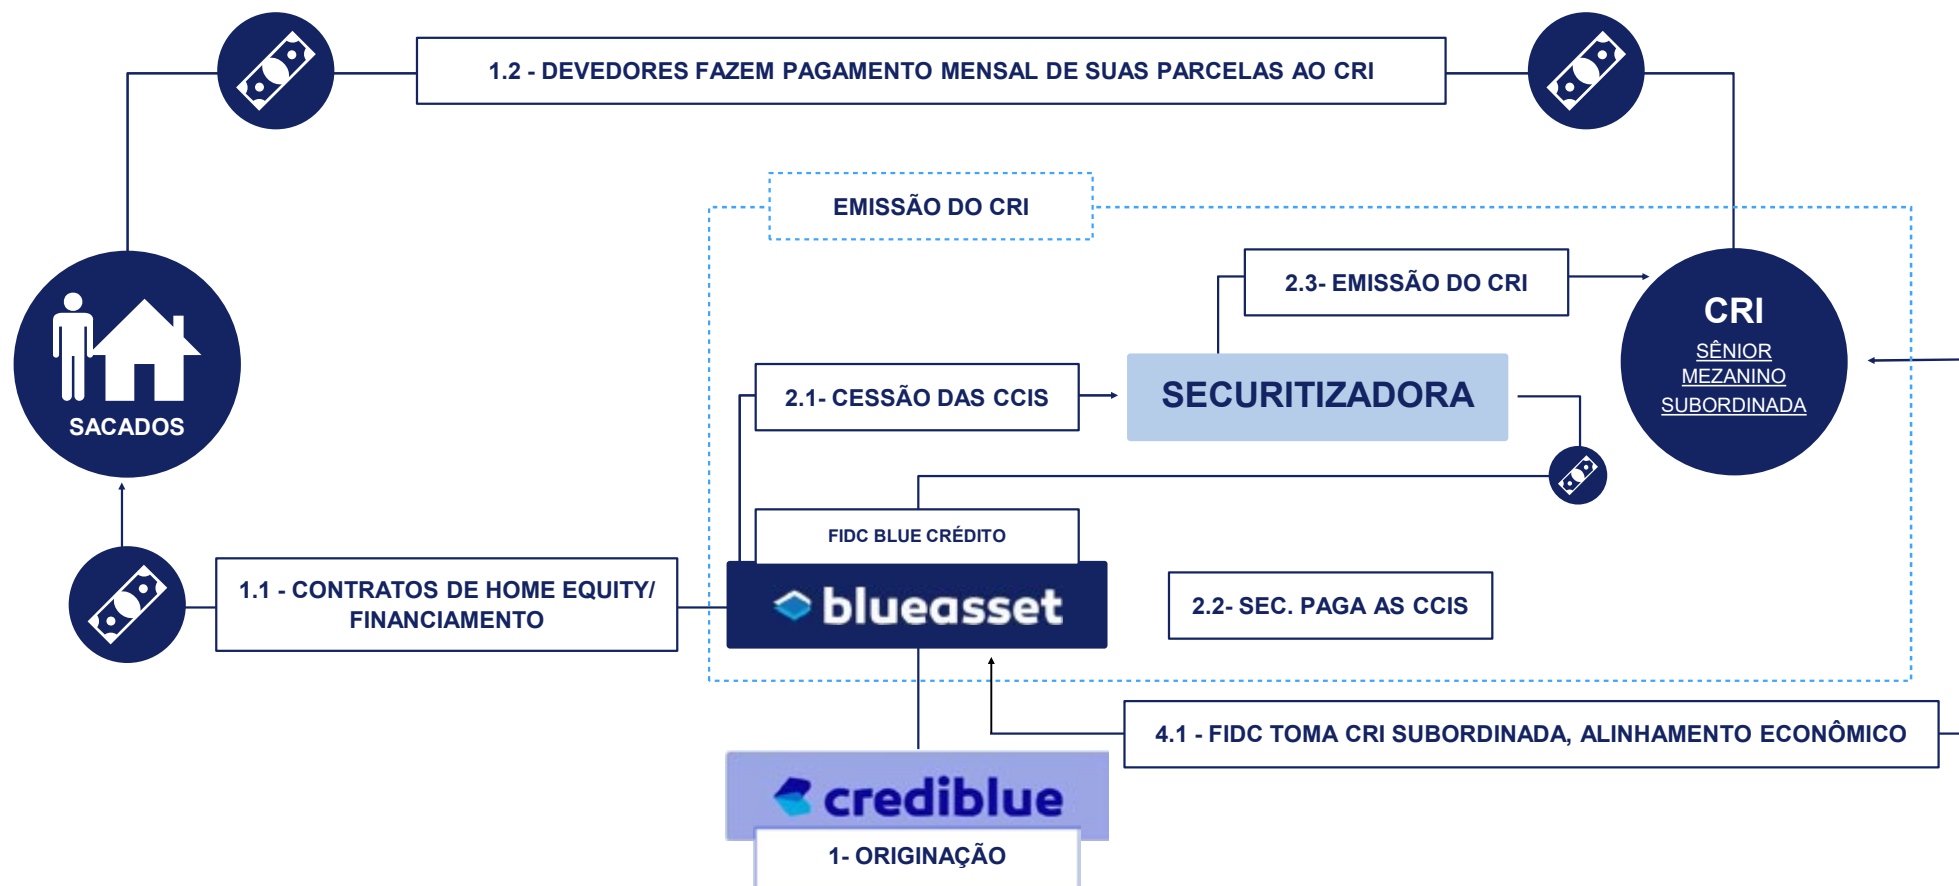 1.2 - DEVEDORES FAZEM PAGAMENTO MENSAL DE SUAS PARCELAS AO CRI
EMISSÃO DO CRI
2.3- EMISSÃO DO CRI
CRI
SÊNIOR
MEZANINO
SUBORDINADA
SACADOS
2.1- CESSÃO DAS CCIS
SECURITIZADORA
FIDC BLUE CRÉDITO
blueasset
1.1 - CONTRATOS DE HOME EQUITY/
FINANCIAMENTO
2.2- SEC. PAGA AS CCIS
4.1 - FIDC TOMA CRI SUBORDINADA, ALINHAMENTO ECONÔMICO
crediblue
1- ORIGINAÇÃO